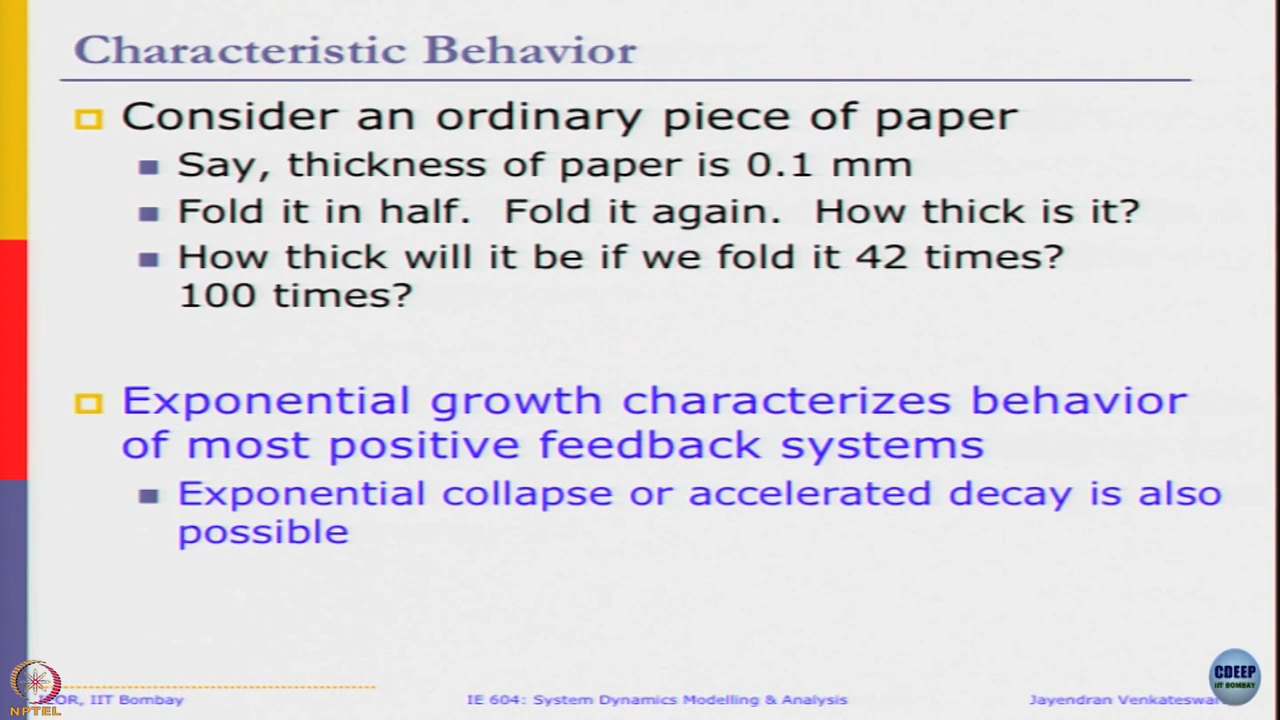 Characteristic Behavior
Consider an ordinary piece of paper
Say, thickness of paper is 0.1 mm
Fold it in half. Fold it again. How thick is it?
How thick will it be if we fold it 42 times?
100 times?
Exponential growth characterizes behavior
of most positive feedback systems
Exponential collapse or accelerated decay is also
possible
CDEEP
IIT BOMBAY
IEOR, IIT Bombay
IE 604: System Dynamics Modelling & Analysis
Jayendran
NPTEL